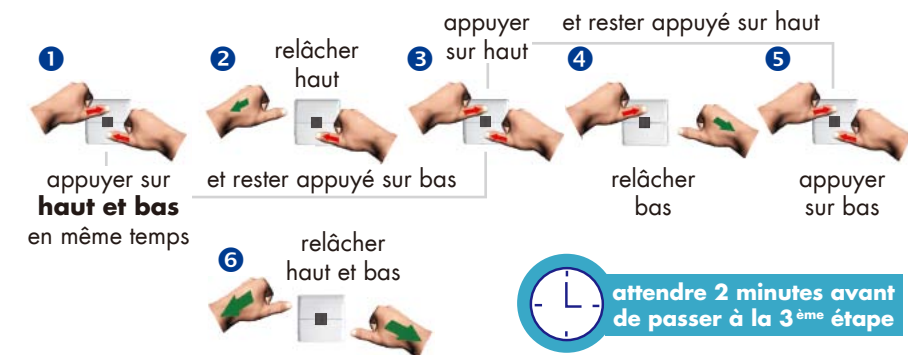 1
appuyer sur
haut et bas
en même temps
2
relâcher
haut
et rester appuyé sur bas
3
appuyer
sur haut
et rester appuyé sur haut
4
relâcher
bas
5
appuyer
sur bas
6
relâcher
haut et bas
attendre 2 minutes avant
de passer à la 3ème étape